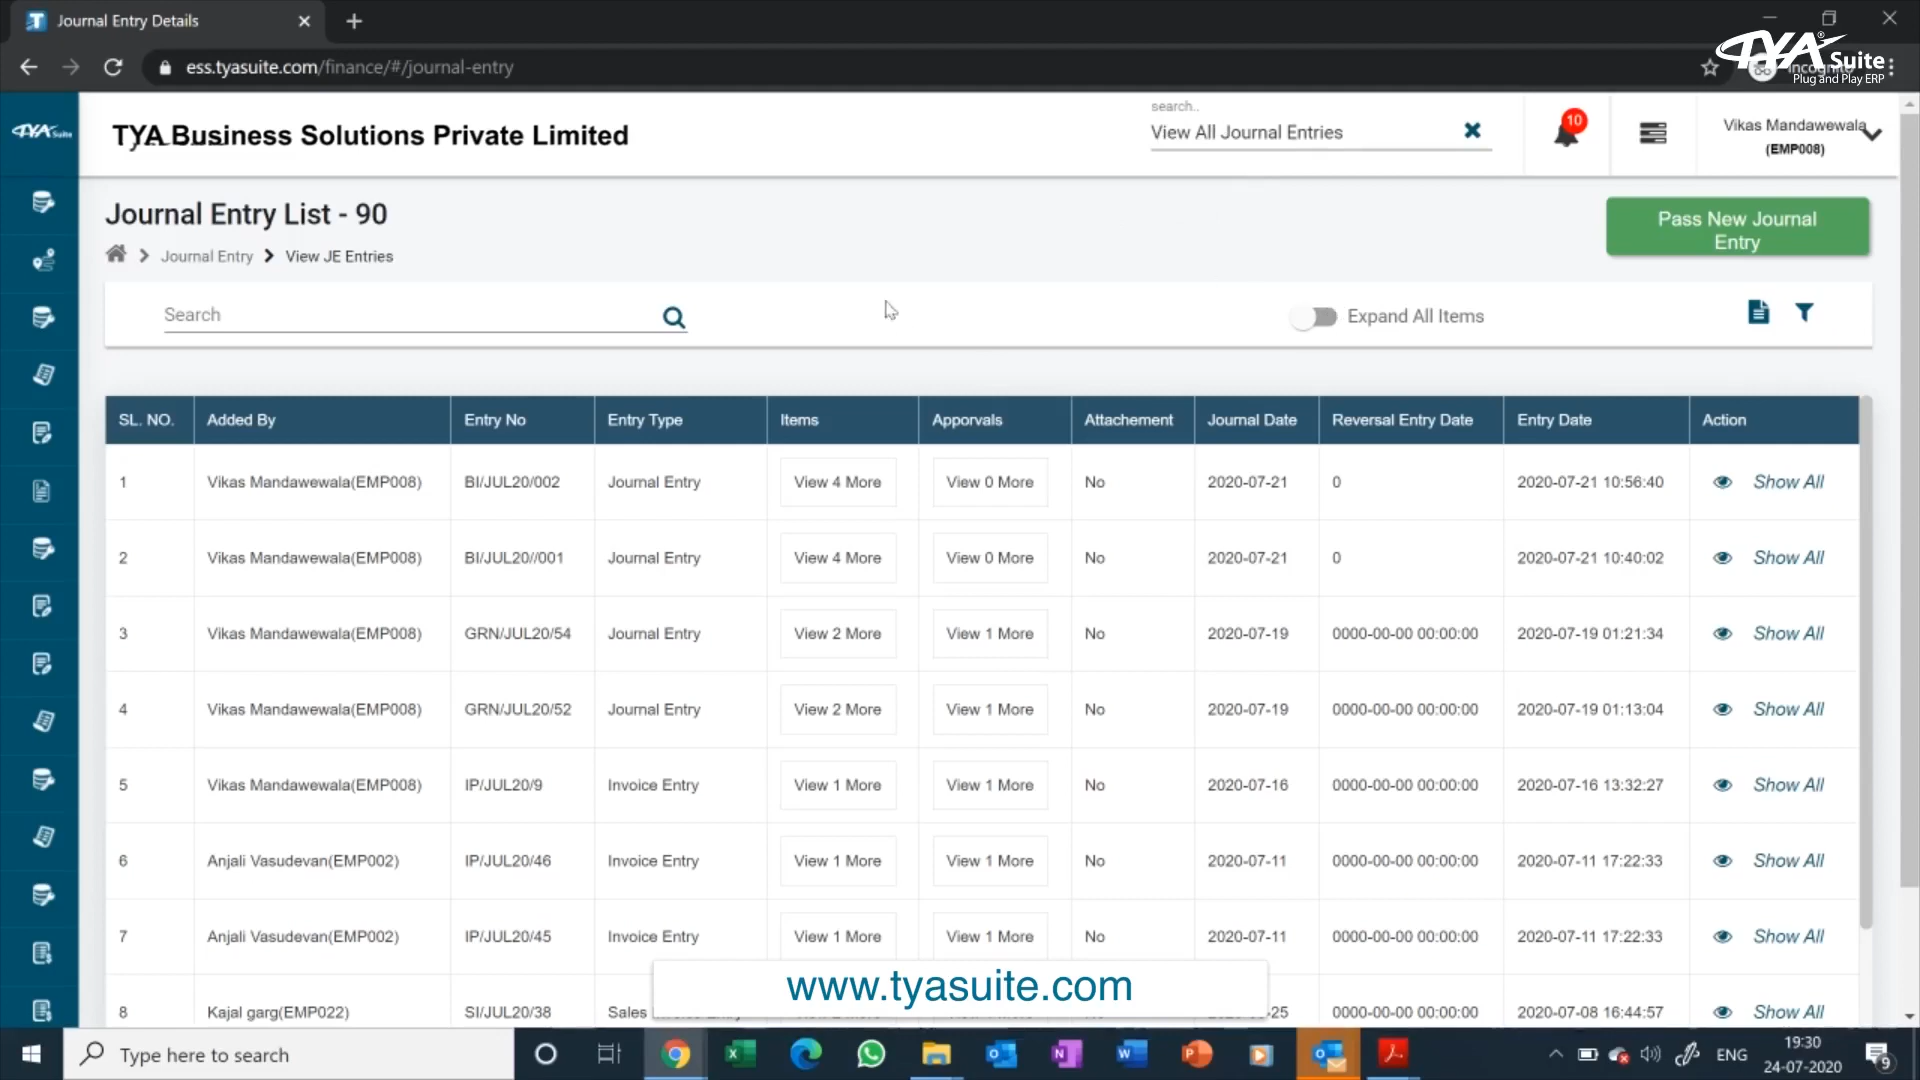 Journal Entry Details
ess.tyasuite.com/finance/#/journal-entry
TYA Suite
Plug and Play ERP
TYA Suite
TYA Business Solutions Private Limited
search..
View All Journal Entries
10
Vikas Mandawewala
(EMP008)
Journal Entry List - 90
Pass New Journal
Entry
Journal Entry > View JE Entries
Search
Expand All Items
SL. NO. Added By Entry No Entry Type Items Apporvals Attachement Journal Date Reversal Entry Date Entry Date Action
1 Vikas Mandawewala(EMP008) BI/JUL20/002 Journal Entry View 4 More View 0 More No 2020-07-21 0 2020-07-21 10:56:40 Show All
2 Vikas Mandawewala(EMP008) BI/JUL20//001 Journal Entry View 4 More View 0 More No 2020-07-21 0 2020-07-21 10:40:02 Show All
3 Vikas Mandawewala(EMP008) GRN/JUL20/54 Journal Entry View 2 More View 1 More No 2020-07-19 0000-00-00 00:00:00 2020-07-19 01:21:34 Show All
4 Vikas Mandawewala(EMP008) GRN/JUL20/52 Journal Entry View 2 More View 1 More No 2020-07-19 0000-00-00 00:00:00 2020-07-19 01:13:04 Show All
5 Vikas Mandawewala(EMP008) IP/JUL20/9 Invoice Entry View 1 More View 1 More No 2020-07-16 0000-00-00 00:00:00 2020-07-16 13:32:27 Show All
6 Anjali Vasudevan(EMP002) IP/JUL20/46 Invoice Entry View 1 More View 1 More No 2020-07-11 0000-00-00 00:00:00 2020-07-11 17:22:33 Show All
7 Anjali Vasudevan(EMP002) IP/JUL20/45 Invoice Entry View 1 More View 1 More No 2020-07-11 0000-00-00 00:00:00 2020-07-11 17:22:33 Show All
www.tyasuite.com
8 Kajal garg(EMP022) SI/JUL20/38 Sales -25 0000-00-00 00:00:00 2020-07-08 16:44:57 Show All
Type here to search
ENG
19:30
24-07-2020
9